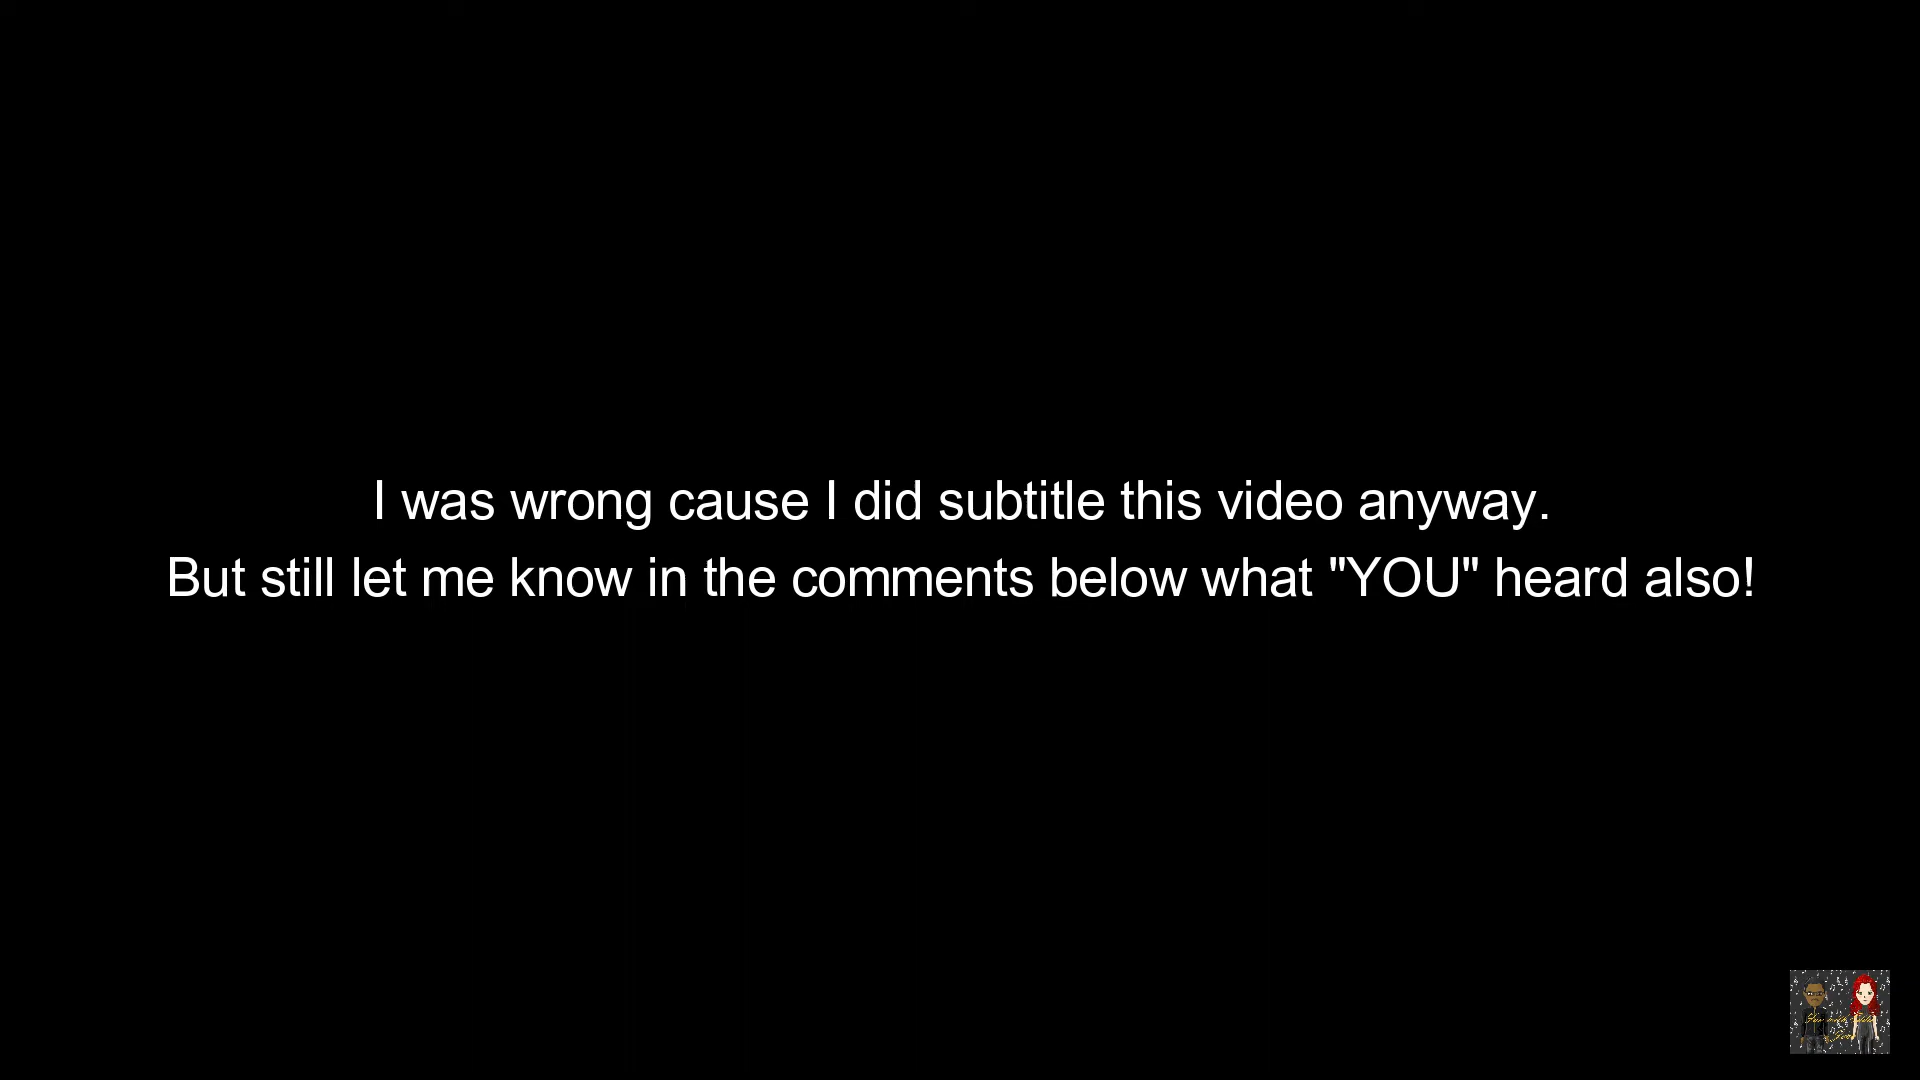 I was wrong cause I did subtitle this video anyway.
But still let me know in the comments below what "YOU" heard also!